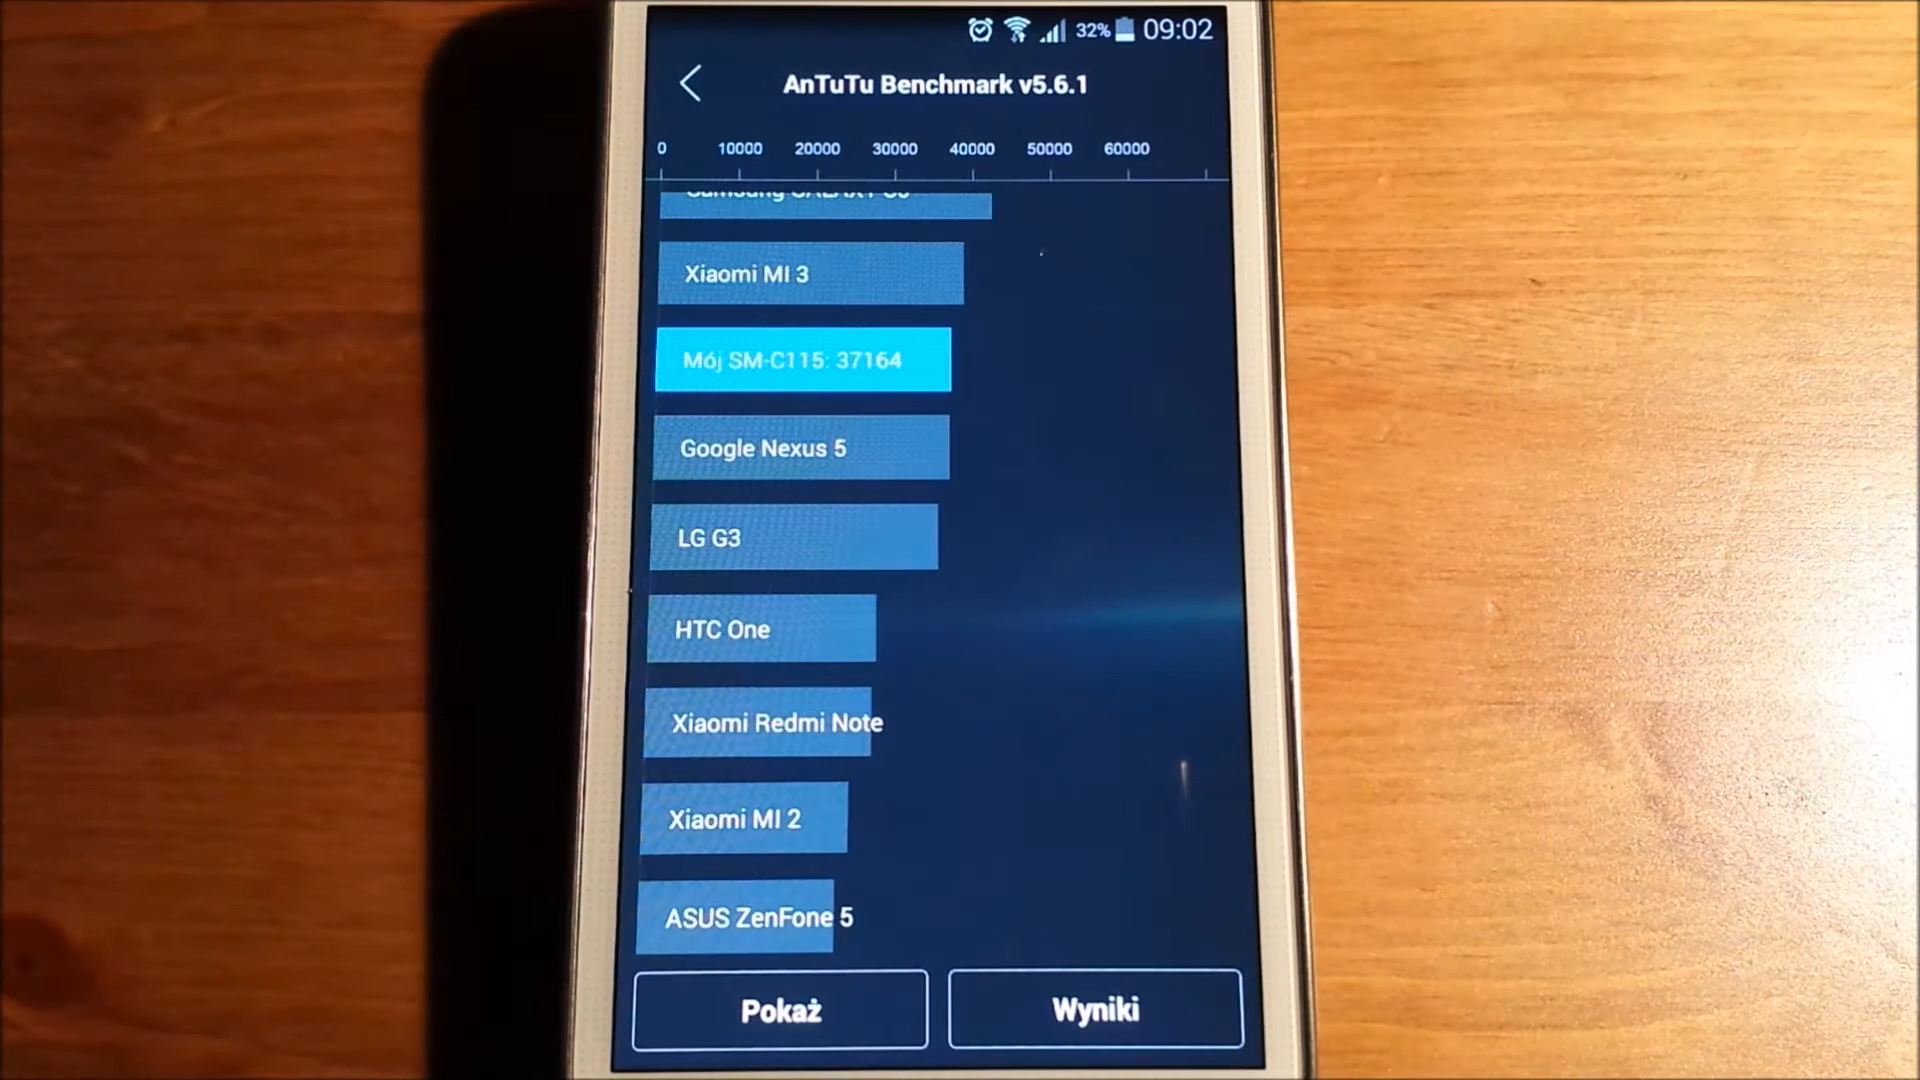 32% 09:02
AnTuTu Benchmark v5.6.1
0 10000 20000 30000 40000 50000 60000
Samsung GALAXY
Xiaomi MI 3
Mój SM-C115: 37164
Google Nexus 5
LG G3
HTC One
Xiaomi Redmi Note
Xiaomi MI 2
ASUS ZenFone 5
Pokaż Wyniki